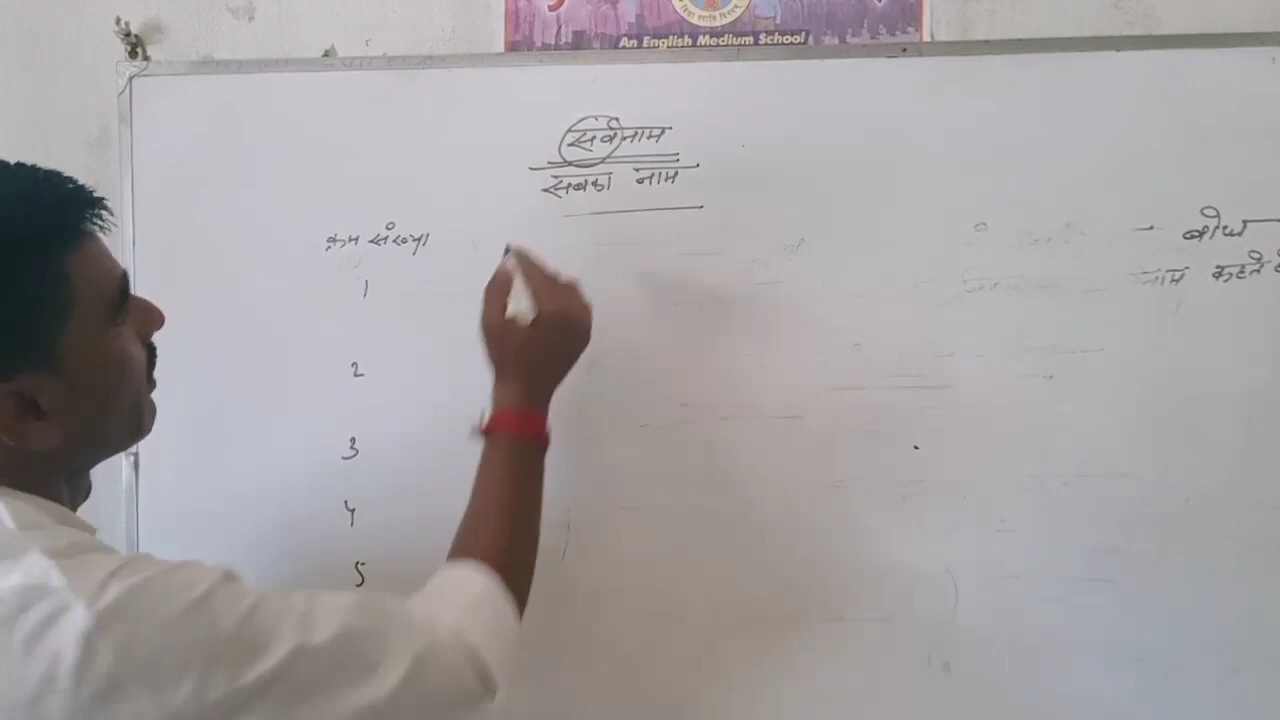 An English Medium School
सर्वनाम
सबका नाम
क्रम संख्या
1
2
3
4
5
- बोध
नाम कहते